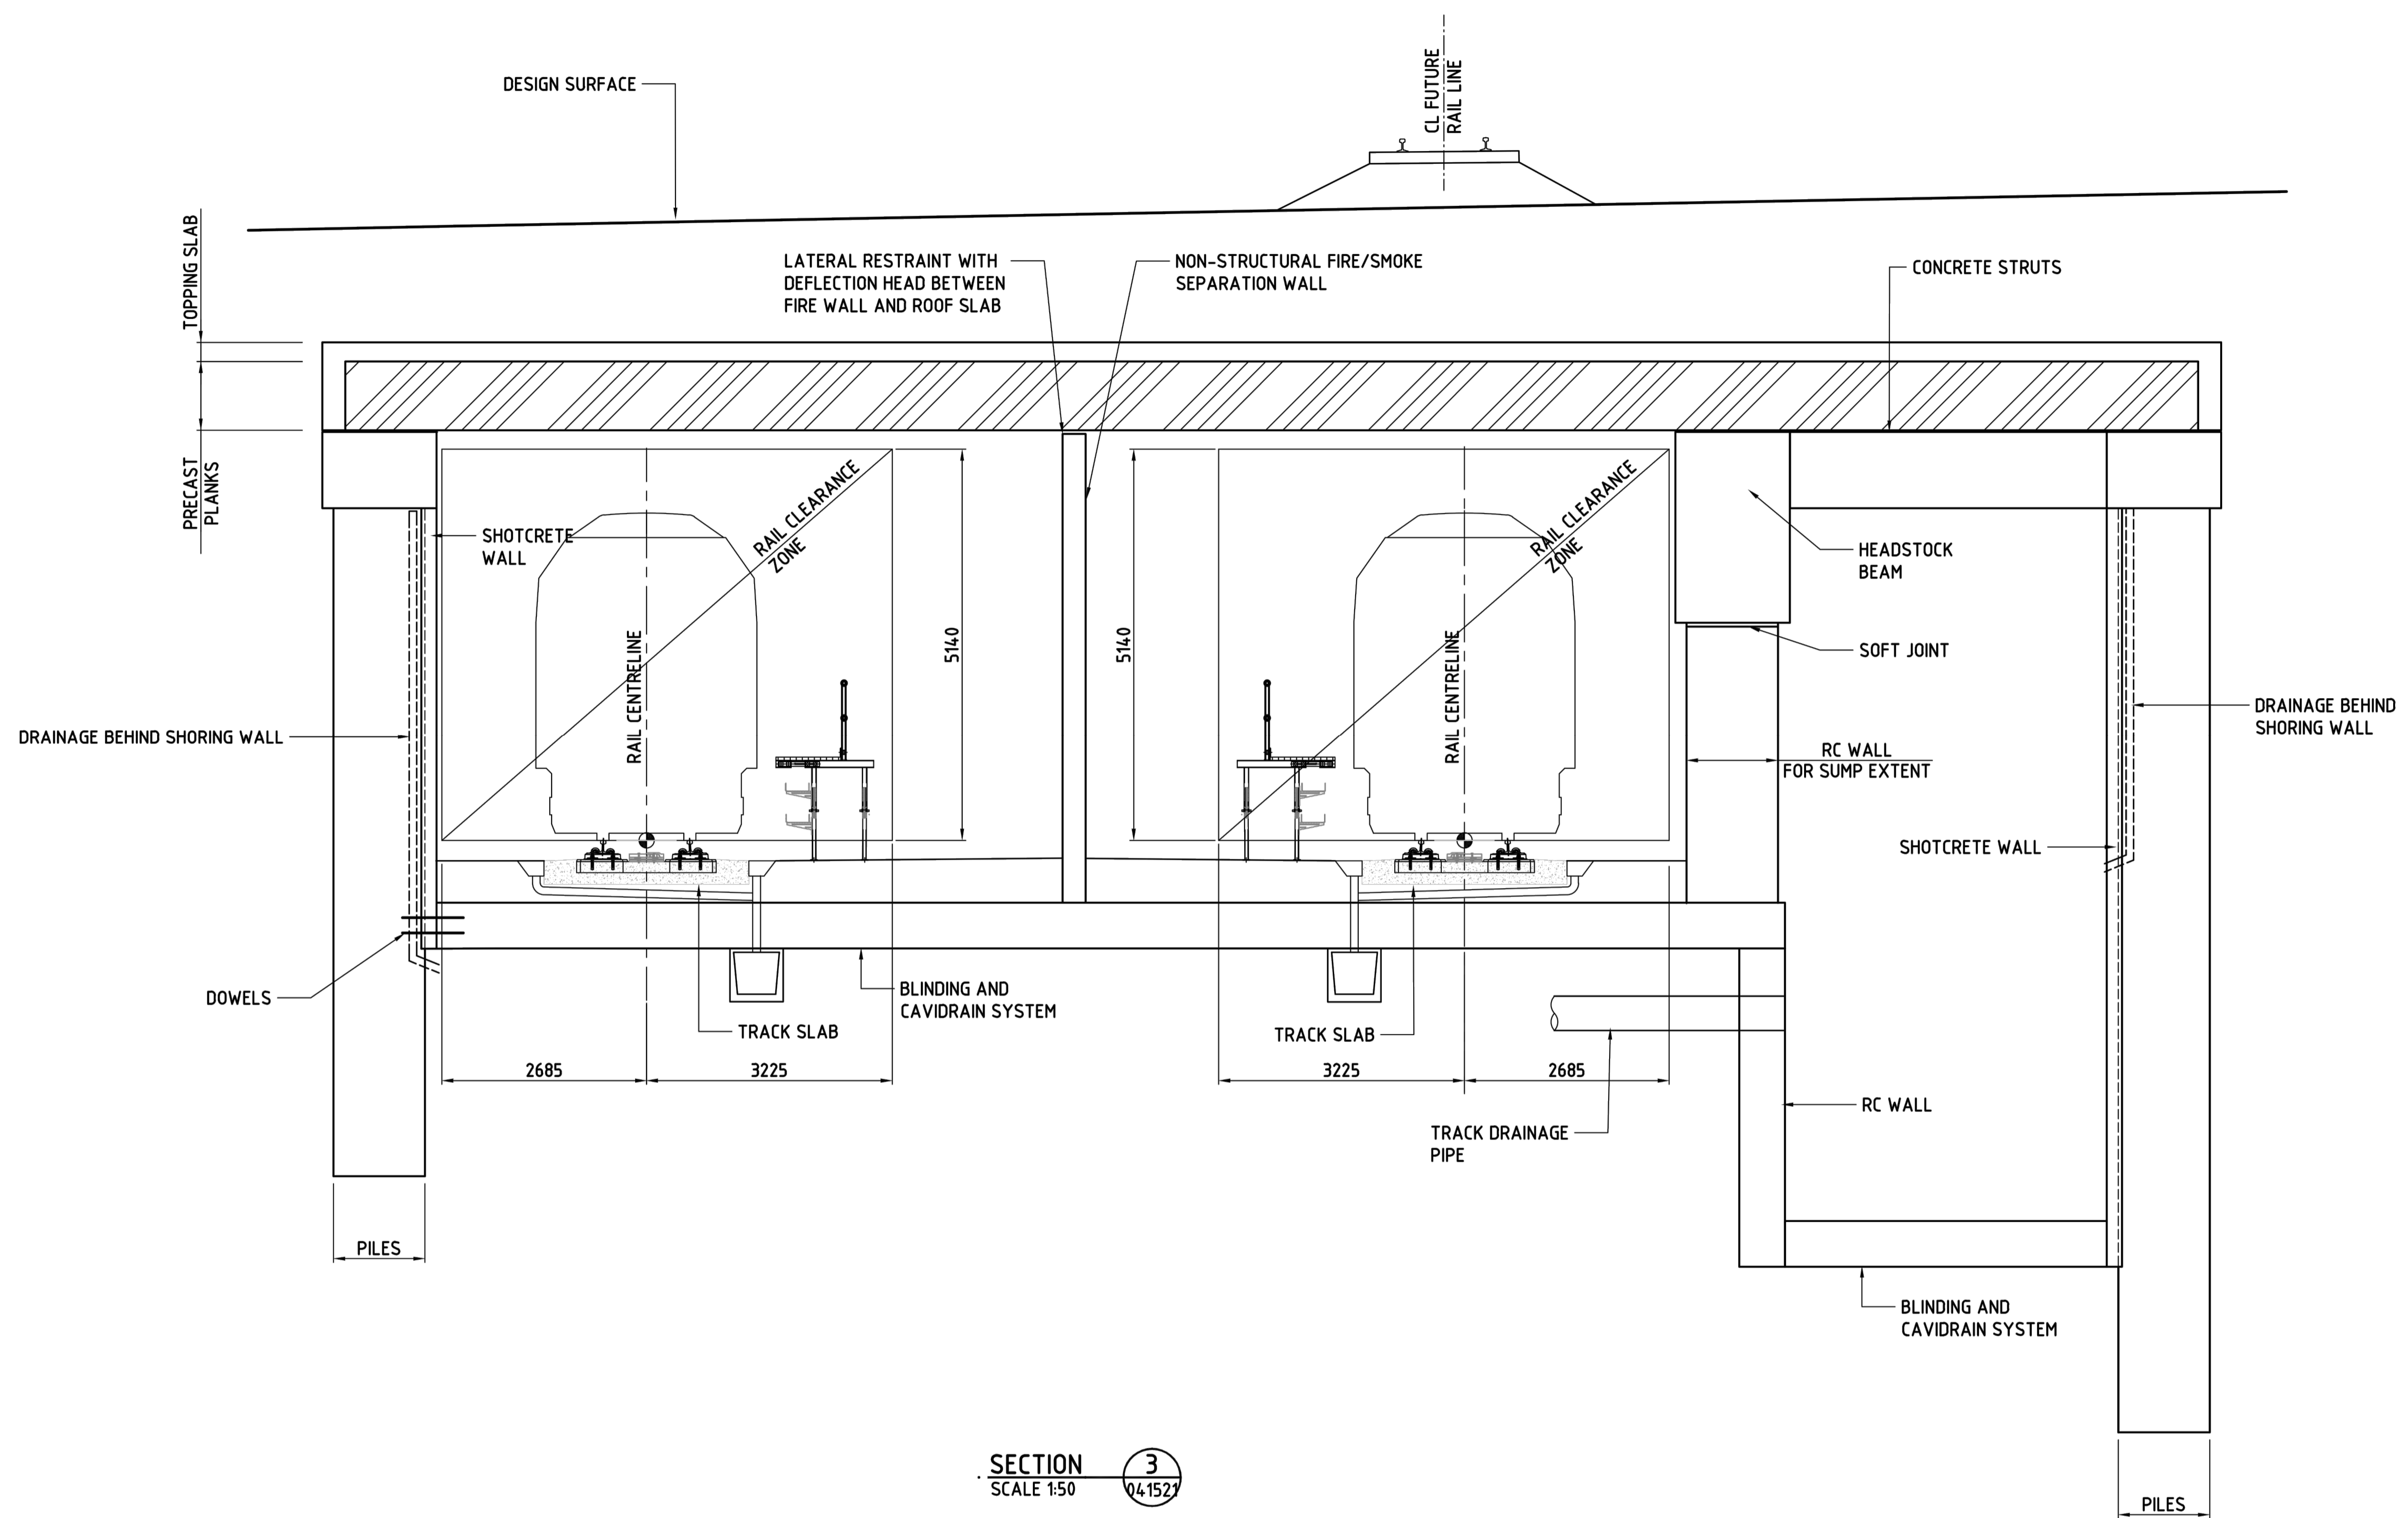 CL FUTURE
RAIL LINE
DESIGN SURFACE
TOPPING SLAB
LATERAL RESTRAINT WITH
DEFLECTION HEAD BETWEEN
FIRE WALL AND ROOF SLAB
NON-STRUCTURAL FIRE/SMOKE
SEPARATION WALL
CONCRETE STRUTS
PRECAST
PLANKS
SHOTCRETE
WALL
RAIL CLEARANCE
ZONE
RAIL CLEARANCE
ZONE
HEADSTOCK
BEAM
RAIL CENTRELINE
5140
5140
RAIL CENTRELINE
SOFT JOINT
DRAINAGE BEHIND SHORING WALL
DRAINAGE BEHIND
SHORING WALL
RC WALL
FOR SUMP EXTENT
SHOTCRETE WALL
DOWELS
BLINDING AND
CAVIDRAIN SYSTEM
TRACK SLAB
TRACK SLAB
2685
3225
3225
2685
RC WALL
TRACK DRAINAGE
PIPE
PILES
BLINDING AND
CAVIDRAIN SYSTEM
SECTION
SCALE 1:50
3
041521
PILES